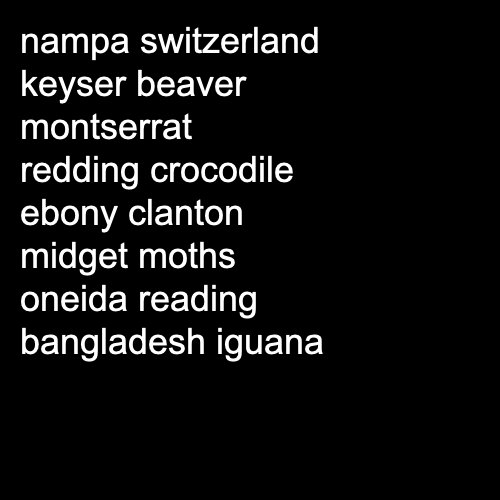 nampa switzerland
keyser beaver
montserrat
redding crocodile
ebony clanton
midget moths
oneida reading
bangladesh iguana